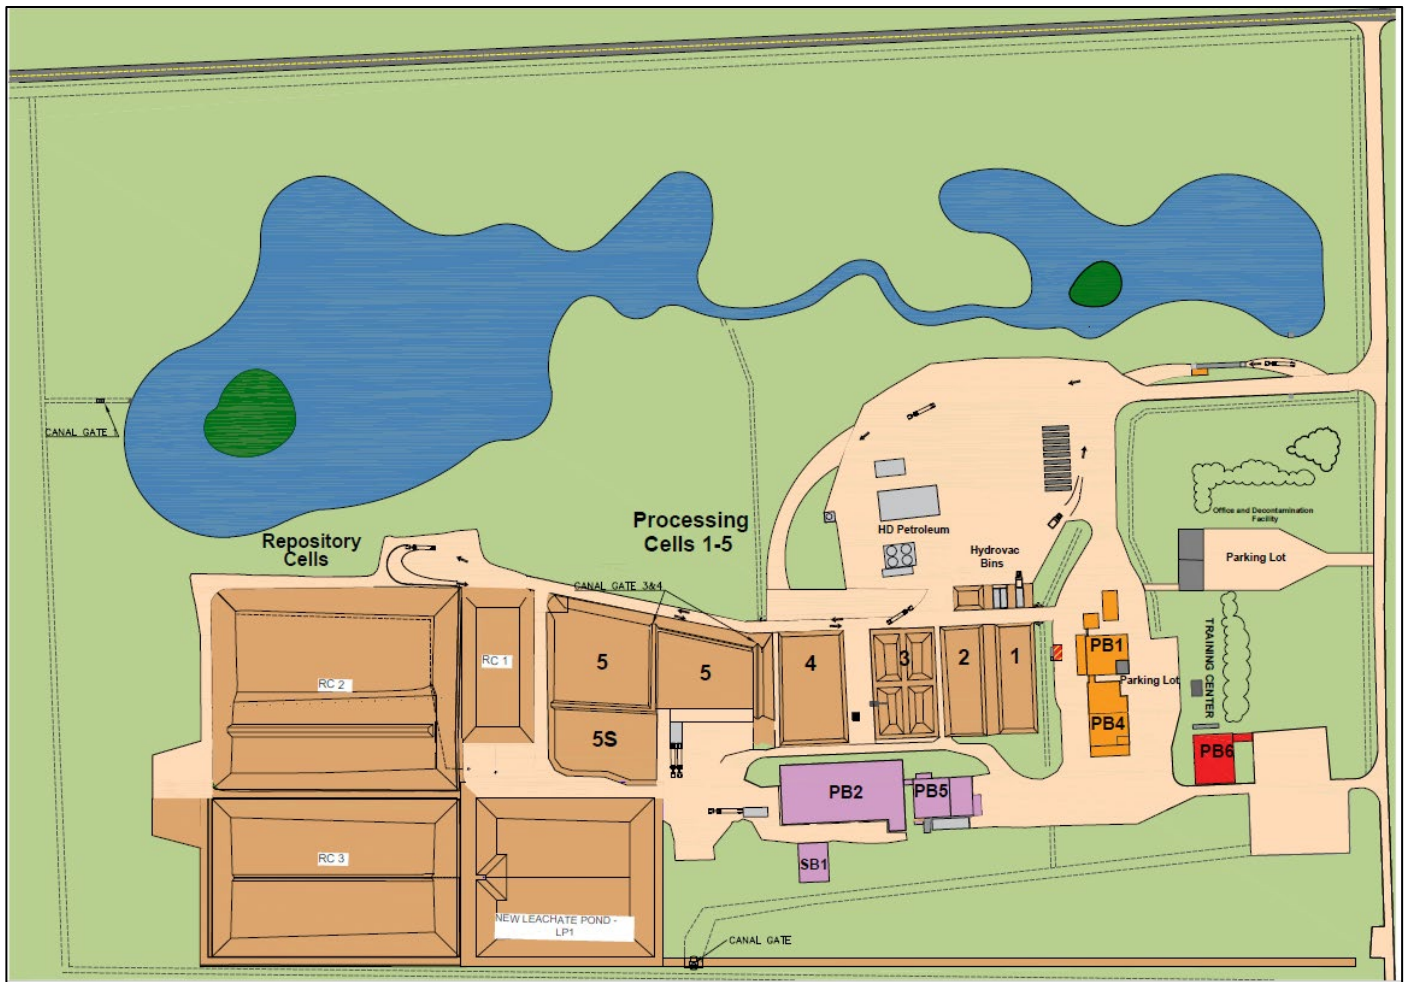 CANAL GATE 1
Office and Decontamination
Facility
Processing
Cells 1-5
HD Petroleum
Repository
Cells
Hydrovac
Bins
Parking Lot
CANAL GATE 3&4
TRAINING CENTER
5
5
4
3
2
1
PB1
RC 1
RC 2
Parking Lot
PB4
5S
PB6
PB2
PB5
RC 3
SB1
NEW LEACHATE POND -
LP1
CANAL GATE